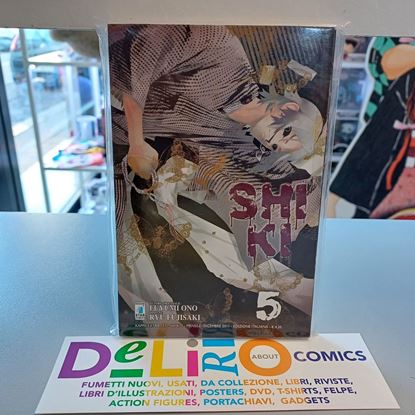 SHI
KI
5
FUYUMI ONO
RYU FUJISAKI
DeLiRiO ABOUT COMICS
FUMETTI NUOVI, USATI, DA COLLEZIONE, LIBRI, RIVISTE,
LIBRI D'ILLUSTRAZIONI, POSTERS, DVD, T-SHIRTS, FELPE,
ACTION FIGURES, PORTACHIAVI, GADGETS